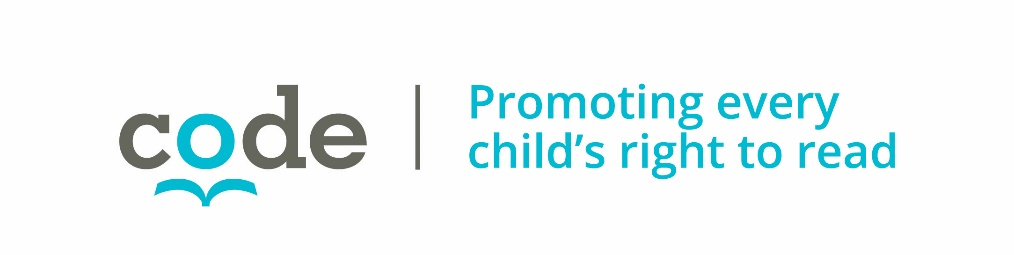 code
Promoting every
child's right to read